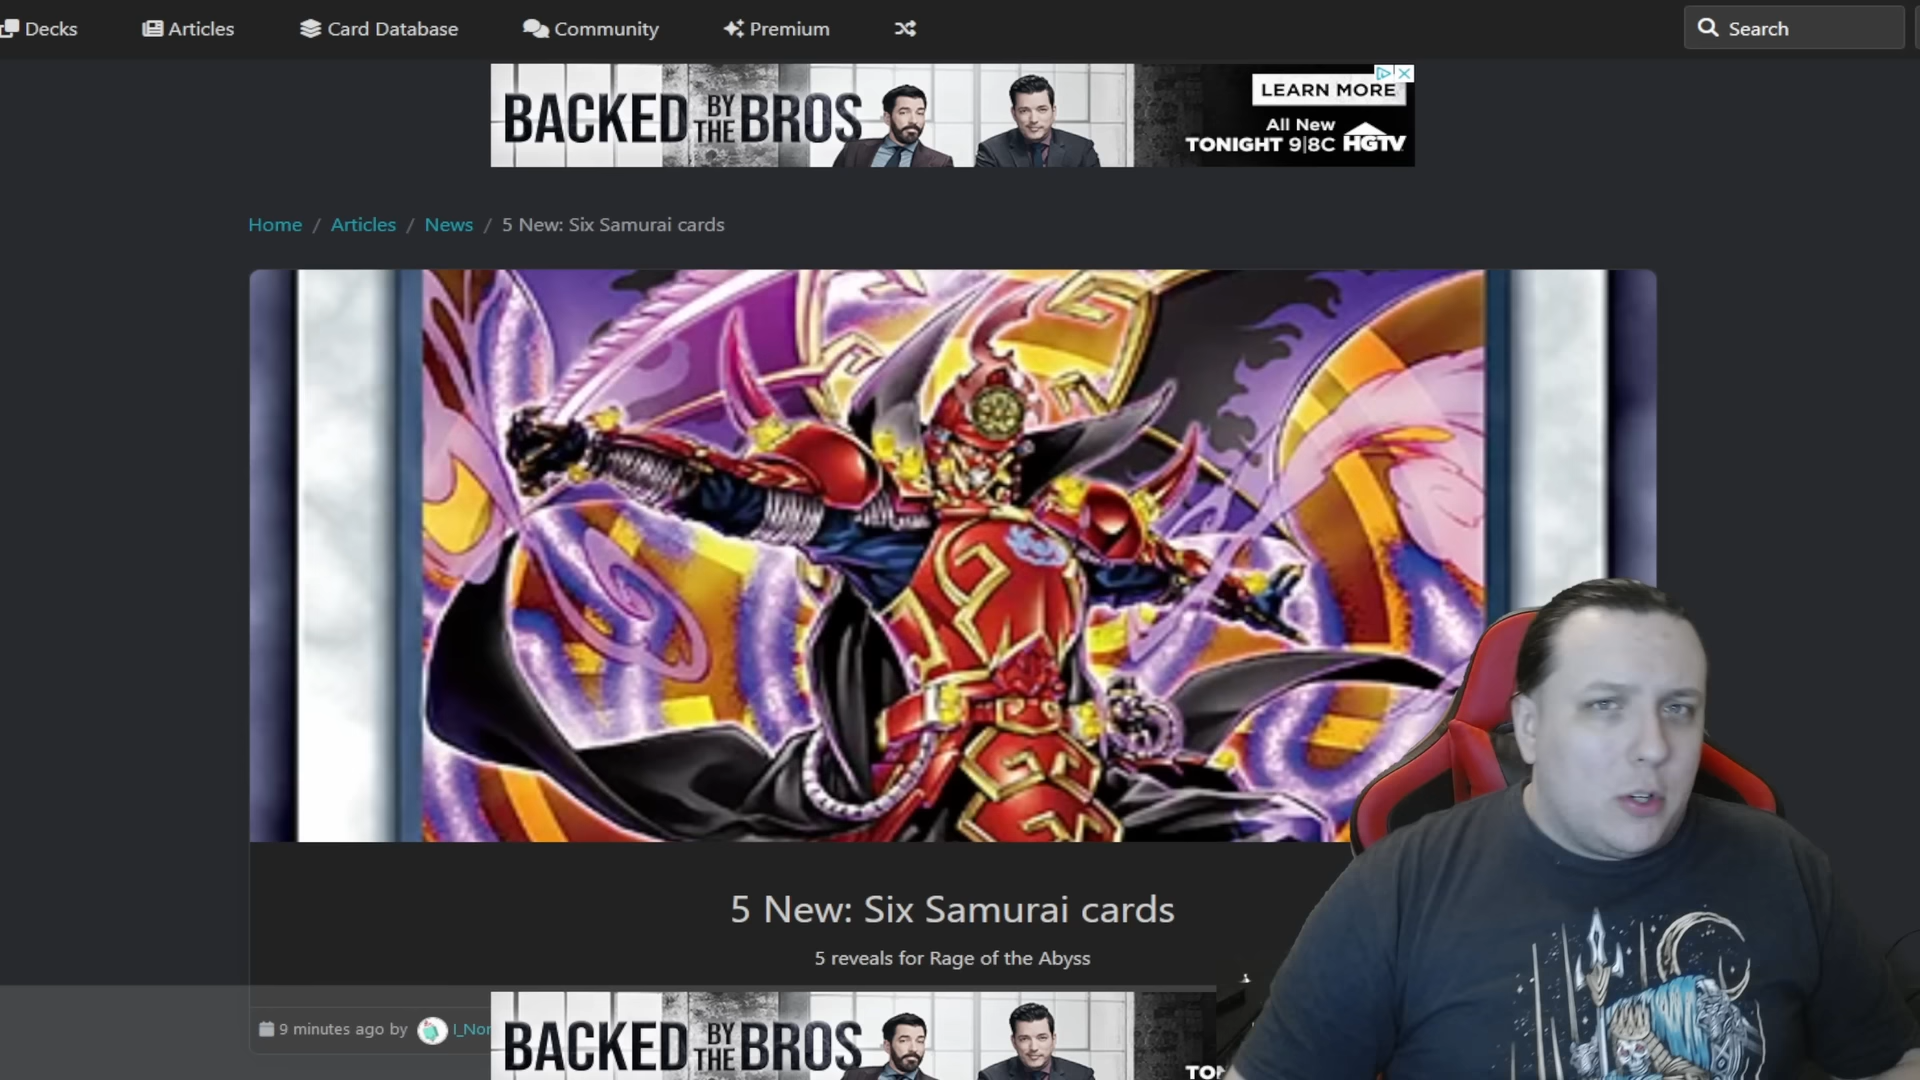 Decks
Articles
Card Database
Community
Premium
Search
BACKED BY THE BROS
LEARN MORE
All New
TONIGHT 9|8C HGTV
Home / Articles / News / 5 New: Six Samurai cards
5 New: Six Samurai cards
5 reveals for Rage of the Abyss
9 minutes ago by
BACKED BY THE BROS